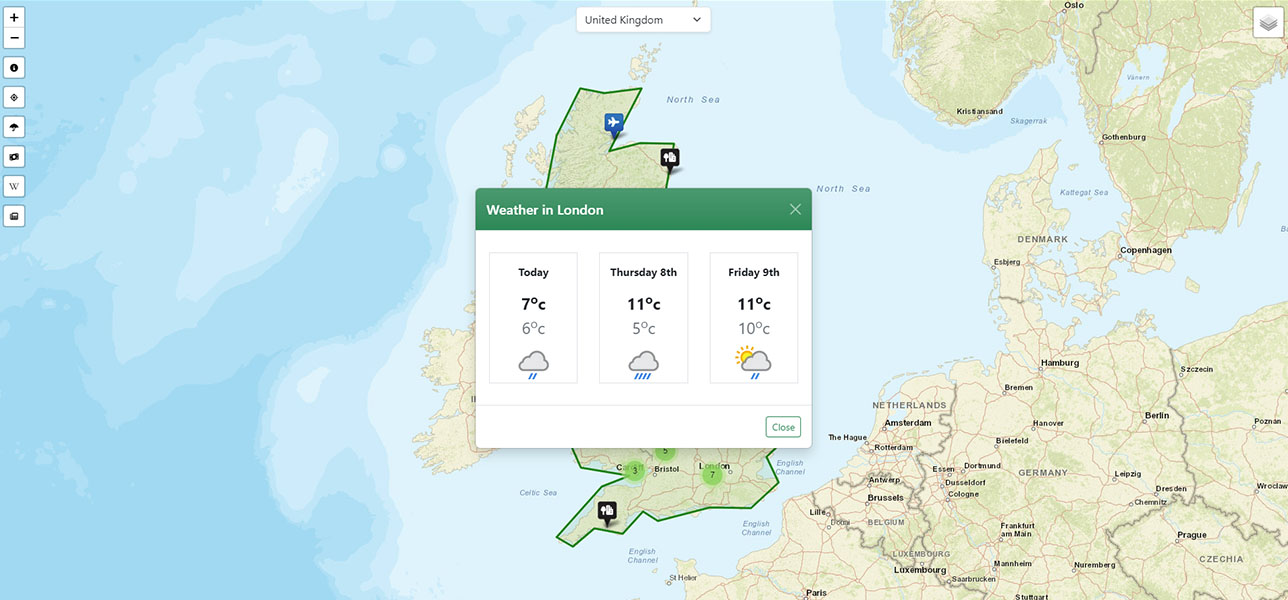 +
−
W
United Kingdom
Oslo
North Sea
Vänern
Kristiansand
Skagerrak
Gothenburg
North Sea
Kattegat Sea
DENMARK
Copenhagen
Esbjerg
Weather in London
Today
7°c
6°c
Thursday 8th
11°c
5°c
Friday 9th
11°c
10°c
Close
Hamburg
Szczecin
Bremen
NETHERLANDS
Amsterdam
Hanover
Berlin
Poznan
The Hague
Rotterdam
Bielefeld
Essen
Dortmund
GERMANY
Leipzig
Antwerp
Dusseldorf
Cologne
Dresden
Wroclaw
Brussels
Chemnitz
Lille
Douai
BELGIUM
Frankfurt
am Main
Prague
LUXEMBOURG
Luxembourg
Mannheim
Nuremberg
CZECHIA
Saarbrucken
Paris
Stuttgart
5
3
Bristol
London
7
English
Channel
Celtic Sea
English
Channel
English
Channel
St Helier